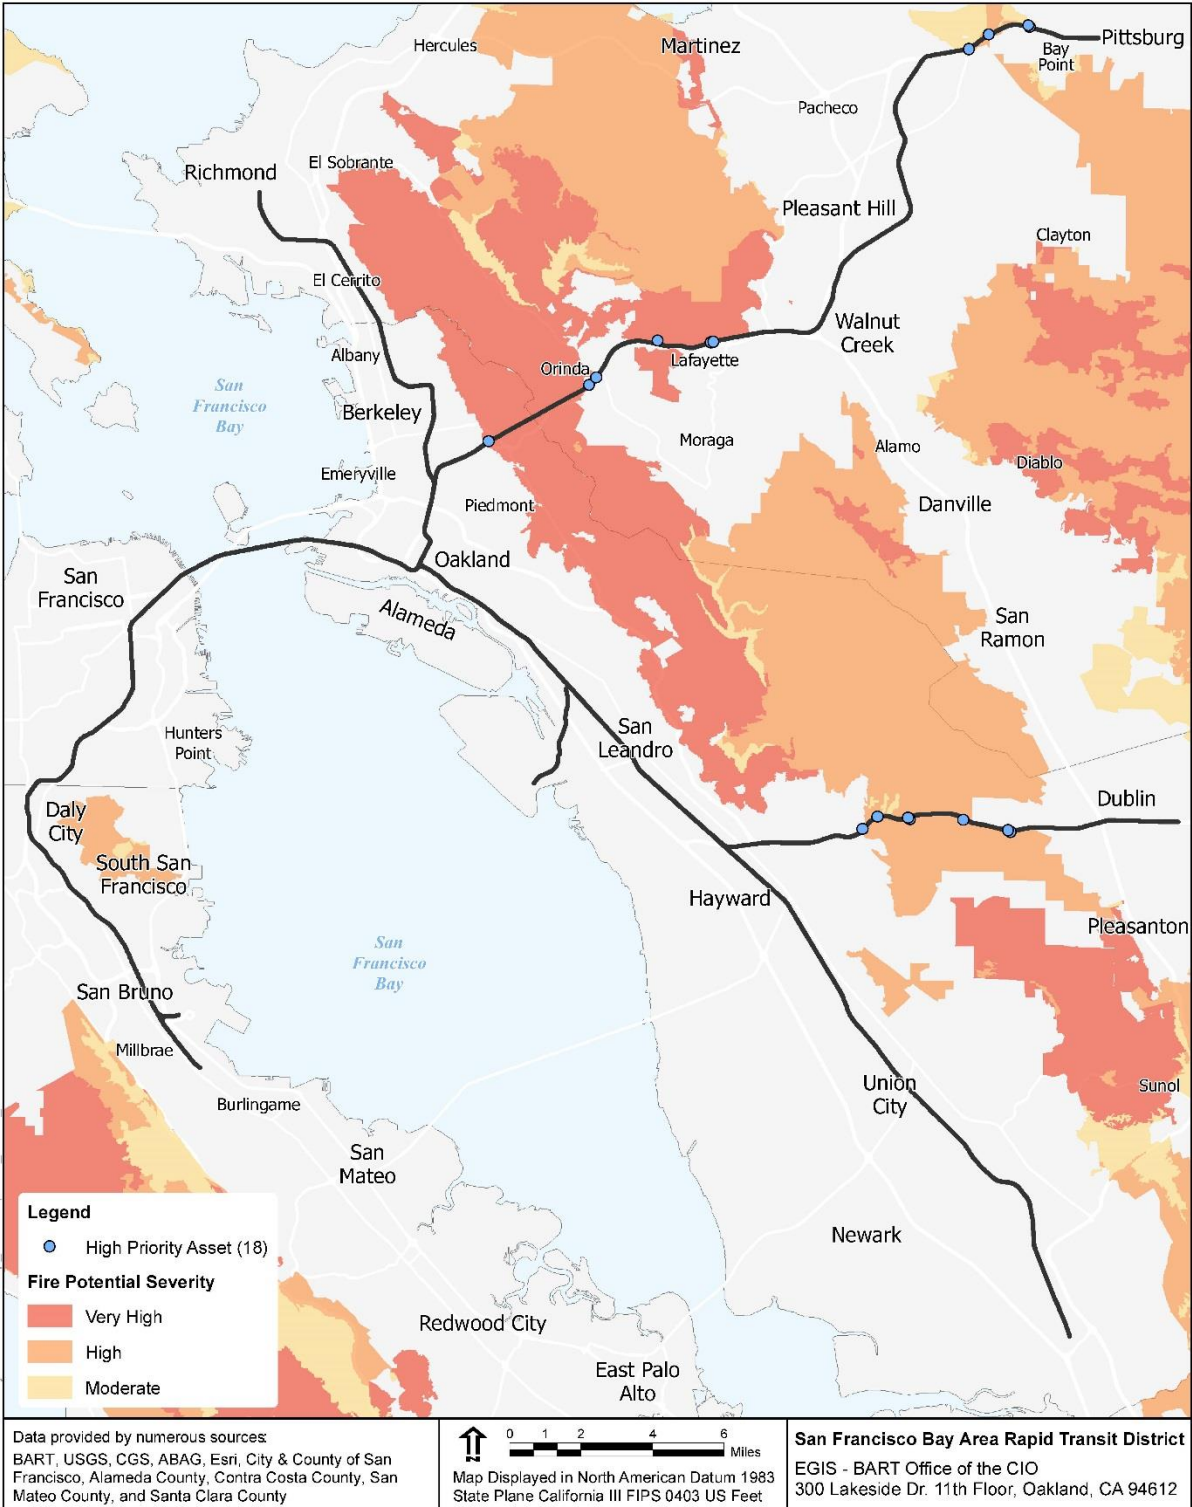 Hercules
Martinez
Pittsburg
Bay
Point
Pacheco
El Sobrante
Richmond
Pleasant Hill
Clayton
El Cerrito
Walnut
Creek
Albany
Orinda
Lafayette
San
Francisco
Bay
Berkeley
Moraga
Alamo
Diablo
Emeryville
Piedmont
Danville
Oakland
San
Francisco
Alameda
San
Ramon
Hunters
Point
San
Leandro
Dublin
Daly
City
South San
Francisco
Hayward
Pleasanton
San
Francisco
Bay
San Bruno
Millbrae
Union
City
Sunol
Burlingame
San
Mateo
Newark
Redwood City
East Palo
Alto
Legend
High Priority Asset (18)
Fire Potential Severity
Very High
High
Moderate
Data provided by numerous sources:
BART, USGS, CGS, ABAG, Esri, City & County of San
Francisco, Alameda County, Contra Costa County, San
Mateo County, and Santa Clara County
N
0 1 2 4 6
Miles
Map Displayed in North American Datum 1983
State Plane California III FIPS 0403 US Feet
San Francisco Bay Area Rapid Transit District
EGIS - BART Office of the CIO
300 Lakeside Dr. 11th Floor, Oakland, CA 94612